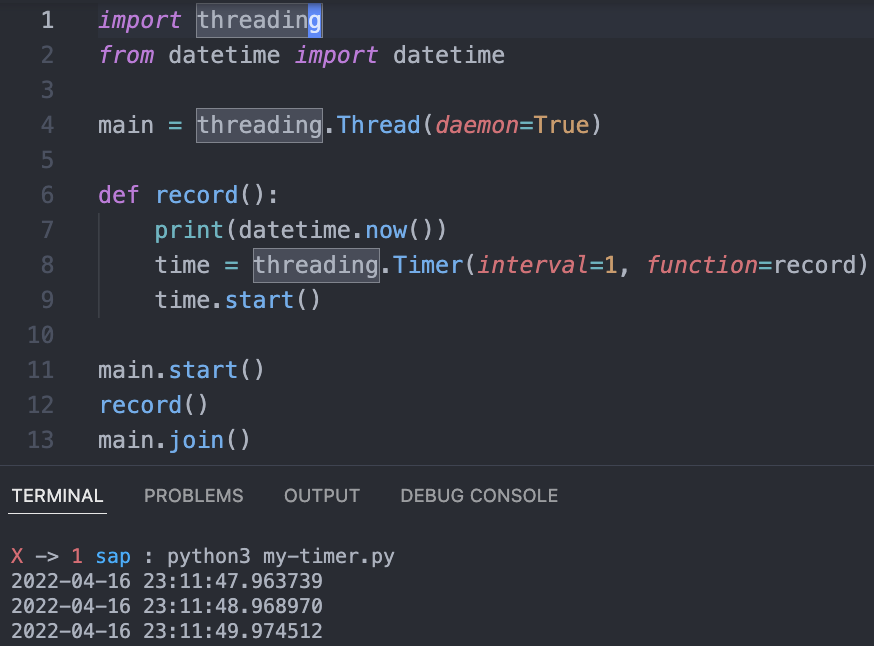 1 import threading
2 from datetime import datetime
3
4 main = threading.Thread(daemon=True)
5
6 def record():
7     print(datetime.now())
8     time = threading.Timer(interval=1, function=record)
9     time.start()
10
11 main.start()
12 record()
13 main.join()
TERMINAL PROBLEMS OUTPUT DEBUG CONSOLE
X -> 1 sap : python3 my-timer.py
2022-04-16 23:11:47.963739
2022-04-16 23:11:48.968970
2022-04-16 23:11:49.974512